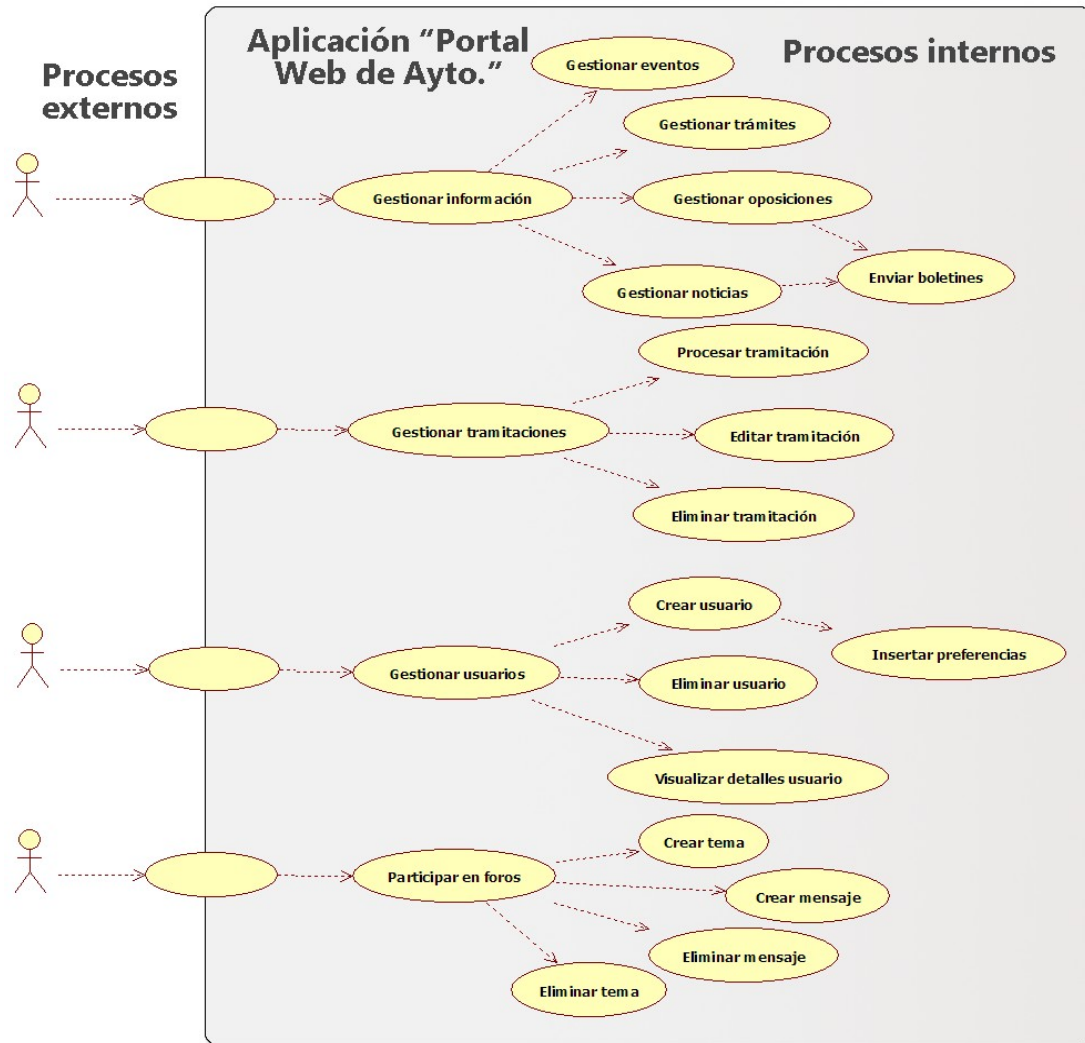 Procesos
externos
Aplicación “Portal
Web de Ayto.”
Procesos internos
Gestionar eventos
Gestionar trámites
Gestionar información
Gestionar oposiciones
Enviar boletines
Gestionar noticias
Procesar tramitación
Gestionar tramitaciones
Editar tramitación
Eliminar tramitación
Crear usuario
Insertar preferencias
Gestionar usuarios
Eliminar usuario
Visualizar detalles usuario
Crear tema
Participar en foros
Crear mensaje
Eliminar mensaje
Eliminar tema